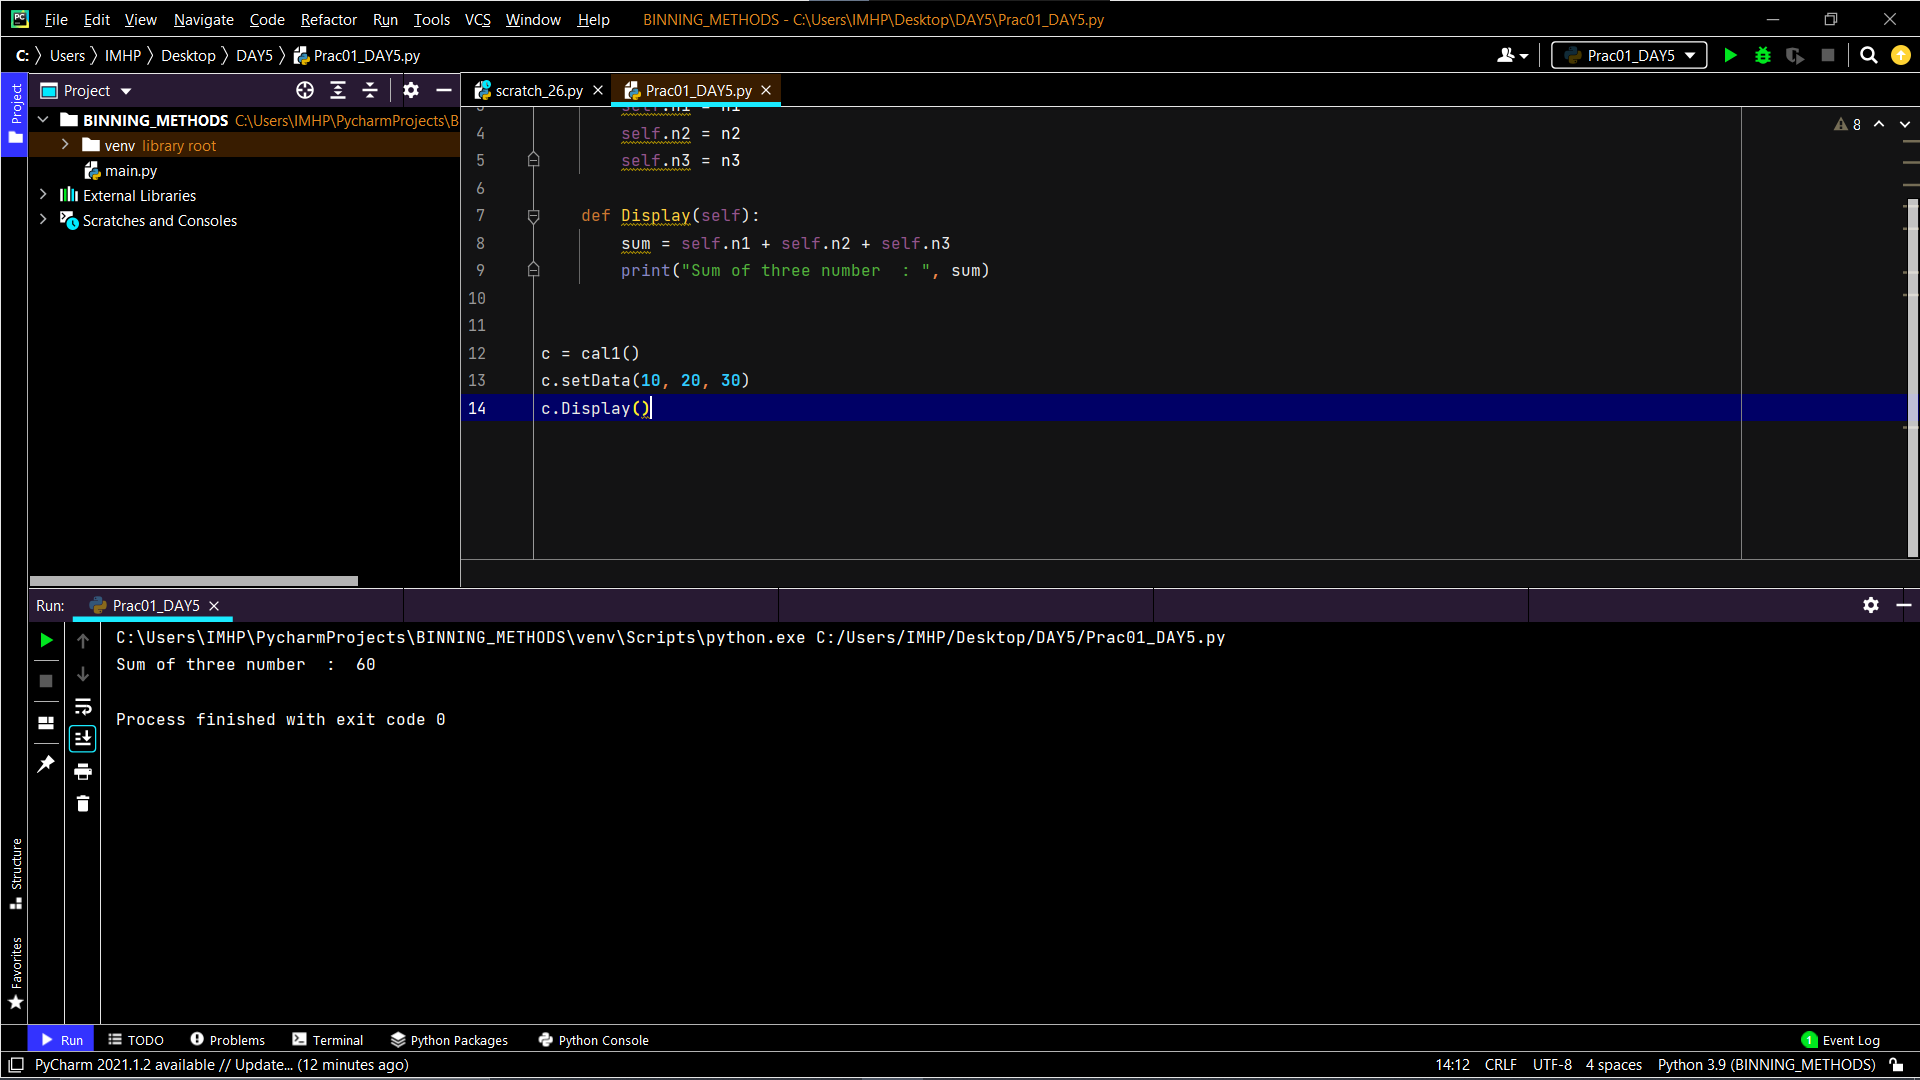 File Edit View Navigate Code Refactor Run Tools VCS Window Help BINNING_METHODS - C:\Users\IMHP\Desktop\DAY5\Prac01_DAY5.py
C: Users IMHP Desktop DAY5 Prac01_DAY5.py Prac01_DAY5
Project
Project
BINNING_METHODS C:\Users\IMHP\PycharmProjects\B
venv library root
main.py
External Libraries
Scratches and Consoles
scratch_26.py Prac01_DAY5.py
8
3 self.n1 = n1
4 self.n2 = n2
5 self.n3 = n3
6
7 def Display(self):
8 sum = self.n1 + self.n2 + self.n3
9 print("Sum of three number  : ", sum)
10
11
12 c = cal1()
13 c.setData(10, 20, 30)
14 c.Display()
Run: Prac01_DAY5
C:\Users\IMHP\PycharmProjects\BINNING_METHODS\venv\Scripts\python.exe C:/Users/IMHP/Desktop/DAY5/Prac01_DAY5.py
Sum of three number  :  60
Process finished with exit code 0
Structure
Favorites
Run TODO Problems Terminal Python Packages Python Console 1 Event Log
PyCharm 2021.1.2 available // Update... (12 minutes ago) 14:12 CRLF UTF-8 4 spaces Python 3.9 (BINNING_METHODS)